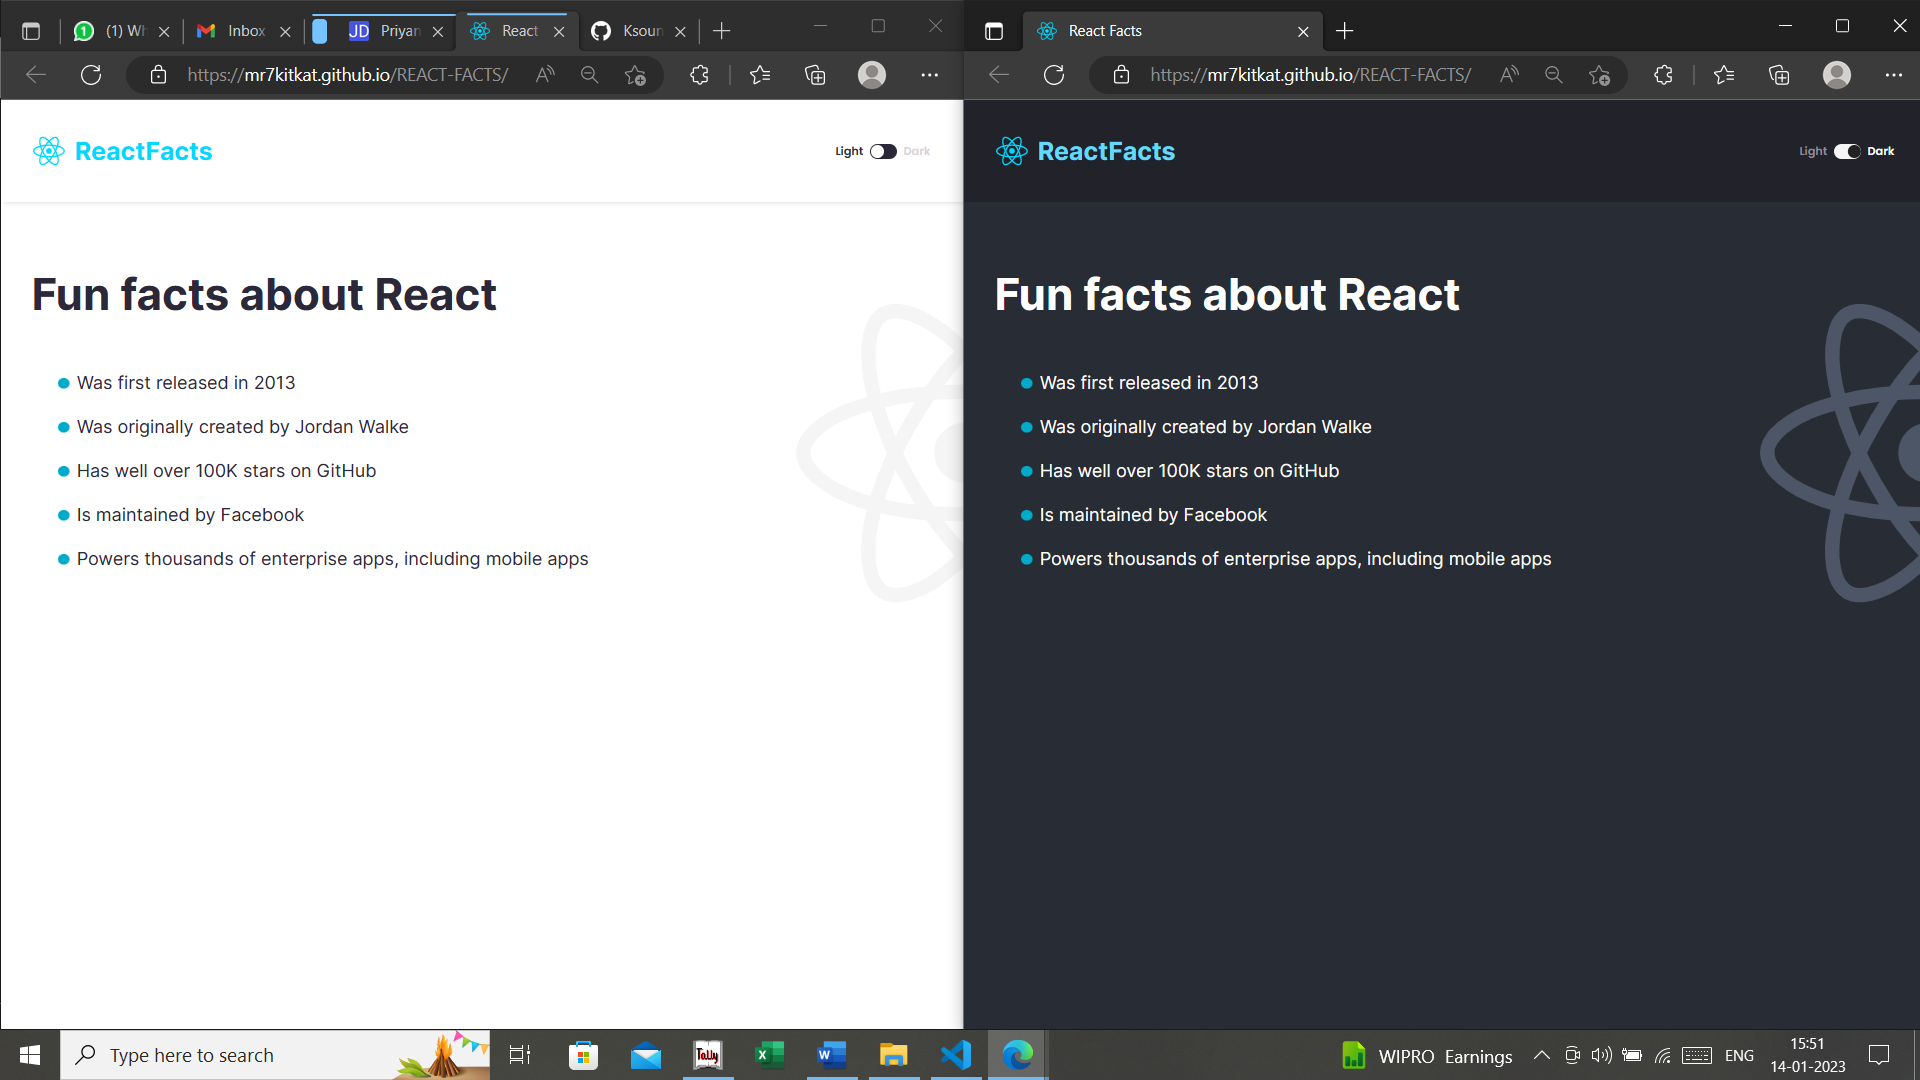 (1) Wh
Inbox
JD Priyan
React
Ksoun
https://mr7kitkat.github.io/REACT-FACTS/
ReactFacts
Light Dark
Fun facts about React
Was first released in 2013
Was originally created by Jordan Walke
Has well over 100K stars on GitHub
Is maintained by Facebook
Powers thousands of enterprise apps, including mobile apps
React Facts
https://mr7kitkat.github.io/REACT-FACTS/
ReactFacts
Light Dark
Fun facts about React
Was first released in 2013
Was originally created by Jordan Walke
Has well over 100K stars on GitHub
Is maintained by Facebook
Powers thousands of enterprise apps, including mobile apps
Type here to search
Tally
WIPRO Earnings
ENG
15:51
14-01-2023